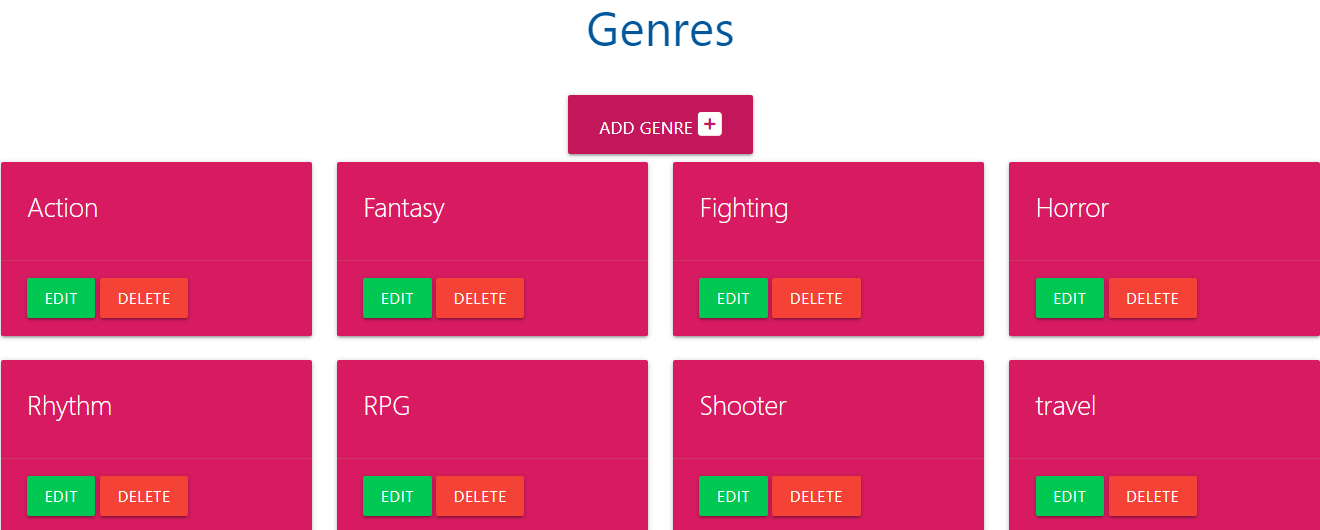 Genres
ADD GENRE
Action
Fantasy
Fighting
Horror
EDIT DELETE
EDIT DELETE
EDIT DELETE
EDIT DELETE
Rhythm
RPG
Shooter
travel
EDIT DELETE
EDIT DELETE
EDIT DELETE
EDIT DELETE